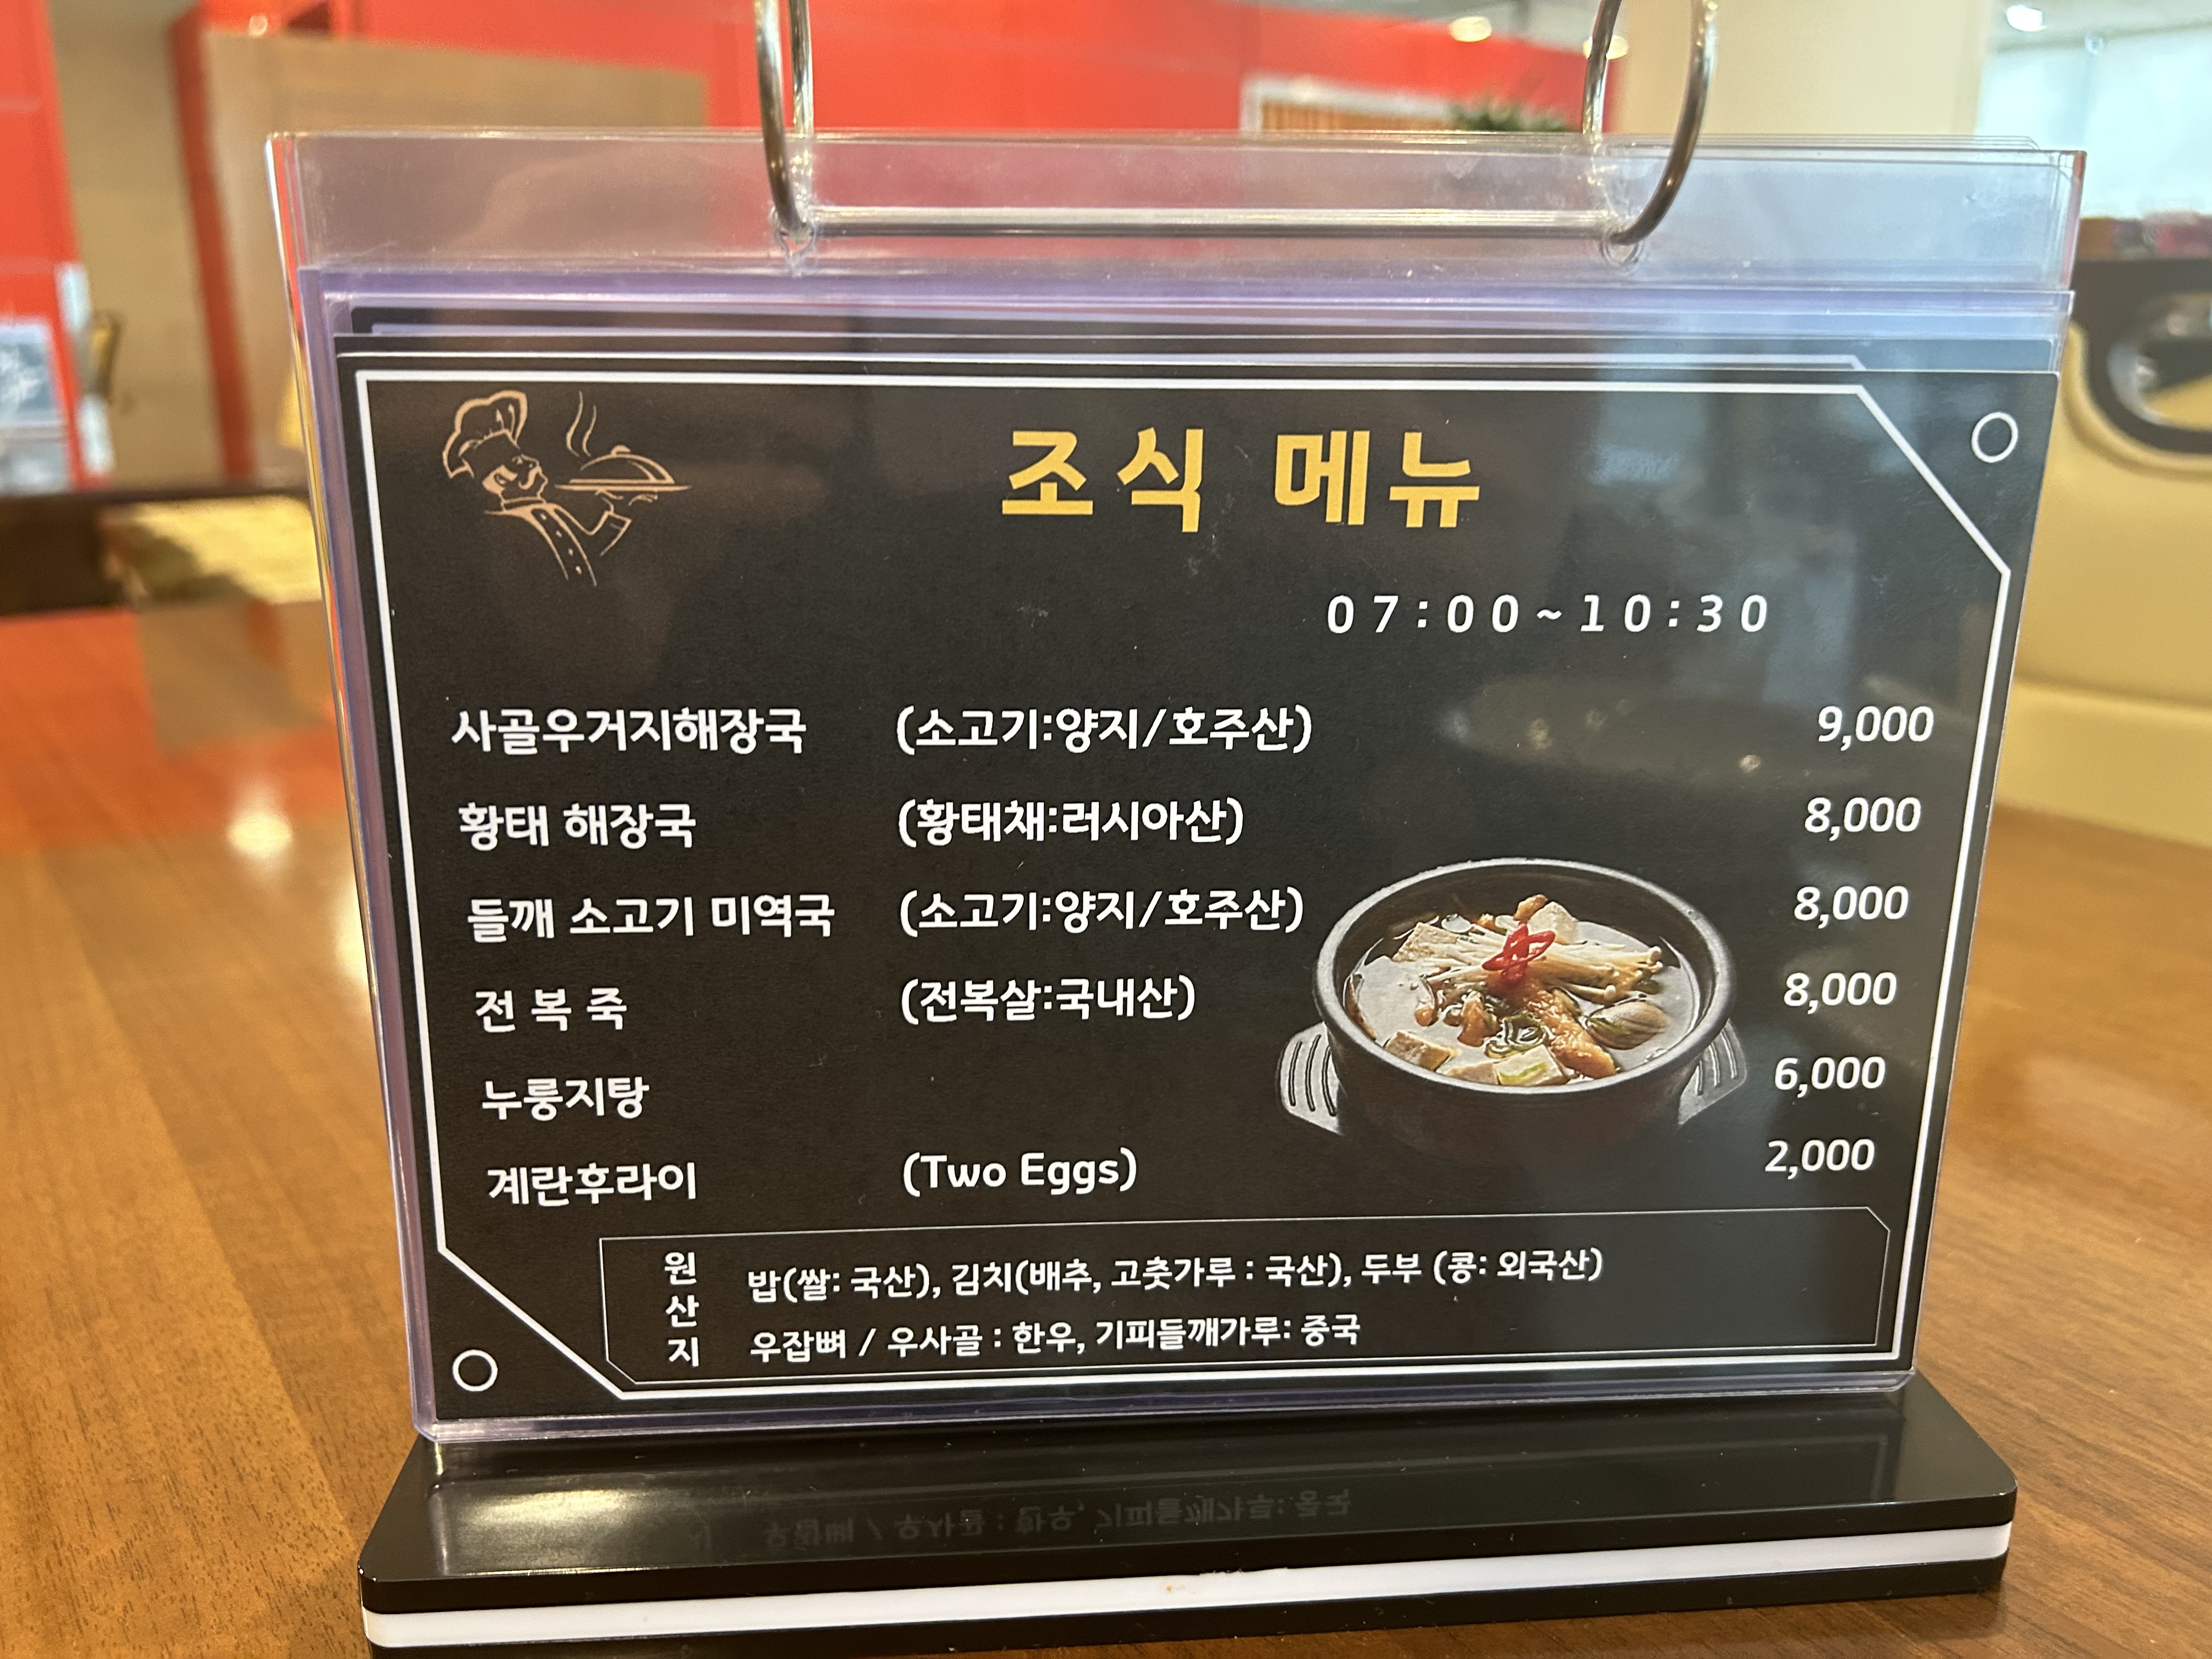 조식 메뉴
07:00~10:30
사골우거지해장국 (소고기:양지/호주산) 9,000
황태 해장국 (황태채:러시아산) 8,000
들깨 소고기 미역국 (소고기:양지/호주산) 8,000
전 복 죽 (전복살:국내산) 8,000
누룽지탕 6,000
계란후라이 (Two Eggs) 2,000
원산지
밥(쌀: 국산), 김치(배추, 고춧가루 : 국산), 두부 (콩: 외국산)
우잡뼈 / 우사골 : 한우, 기피들깨가루: 중국